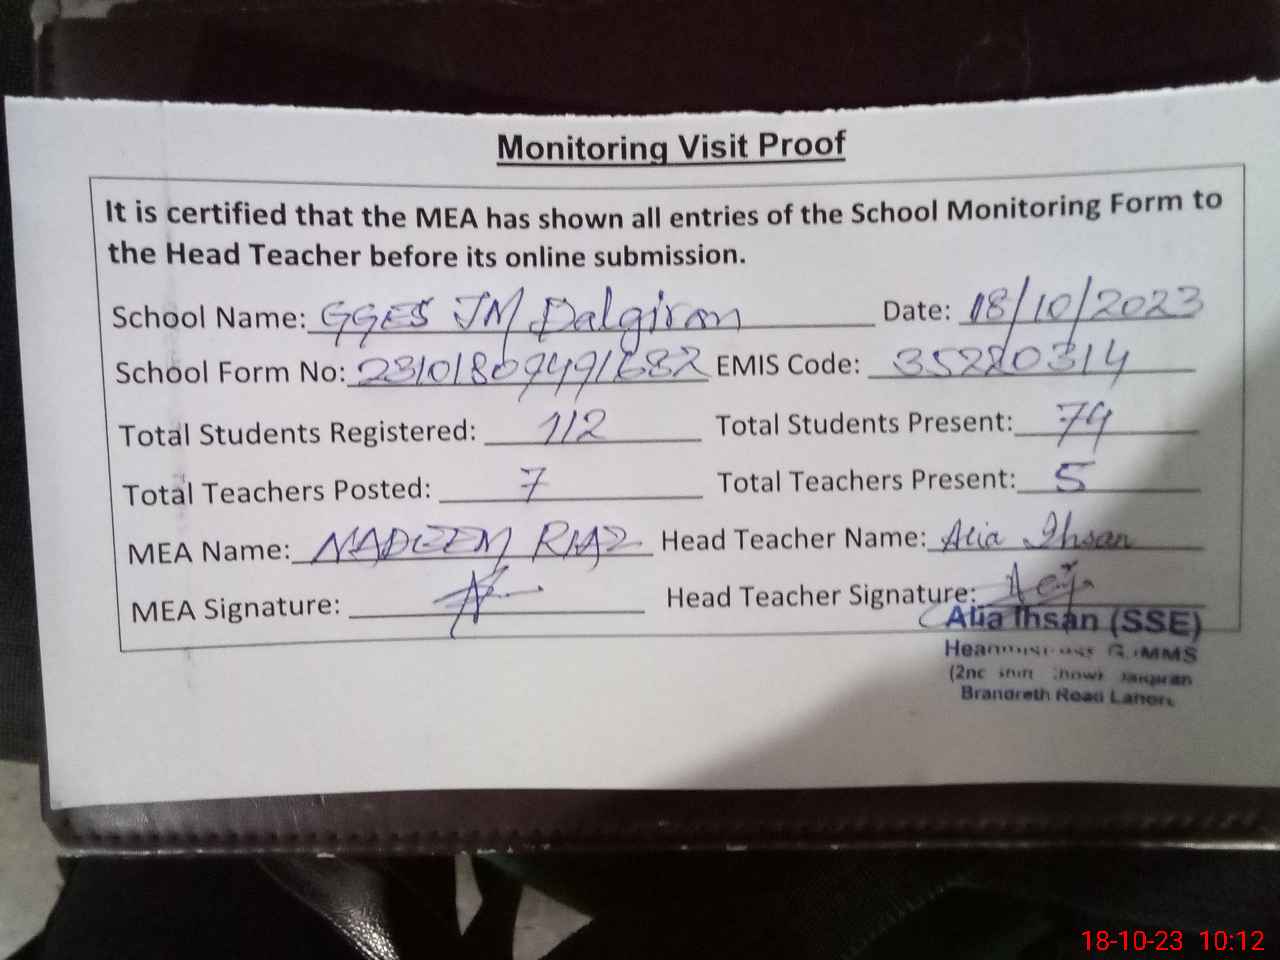 Monitoring Visit Proof
It is certified that the MEA has shown all entries of the School Monitoring Form to
the Head Teacher before its online submission.
School Name: GGES JM Dalgiran Date: 18/10/2023
School Form No: EMIS Code: 35220314
Total Students Registered: 112 Total Students Present: 74
Total Teachers Posted: 7 Total Teachers Present: 5
MEA Name: NADEEM RIAZ Head Teacher Name: Alia Ihsan
MEA Signature: Head Teacher Signature:
Alia Ihsan (SSE)
Brandreth Road Lahore
18-10-23 10:12